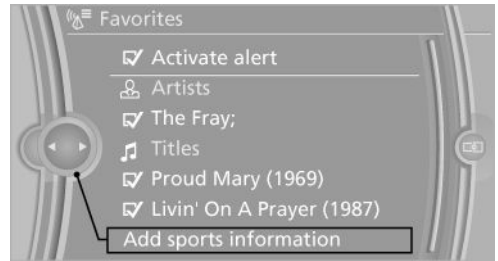 Favorites
Activate alert
Artists
The Fray;
Titles
Proud Mary (1969)
Livin' On A Prayer (1987)
Add sports information